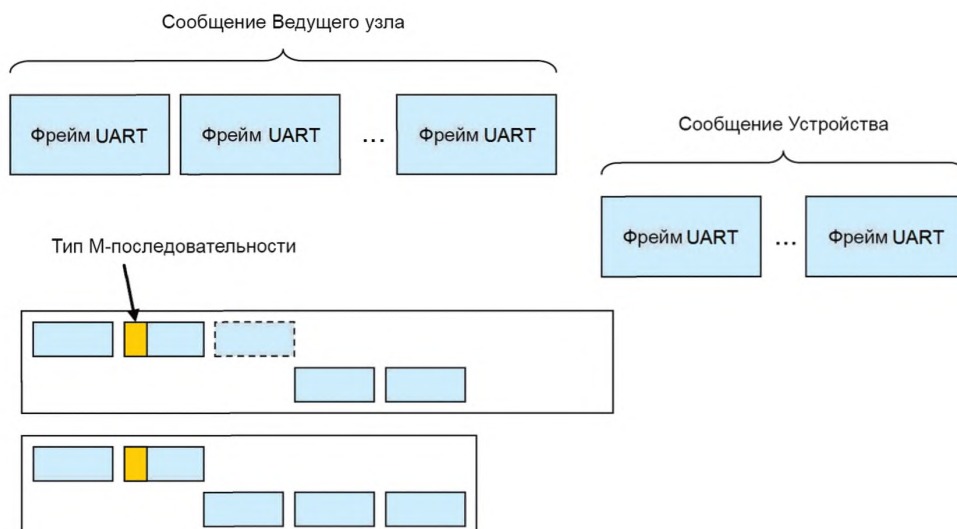 Сообщение Ведущего узла
Фрейм UART
Фрейм UART
...
Фрейм UART
Сообщение Устройства
Фрейм UART
...
Фрейм UART
Тип М-последовательности